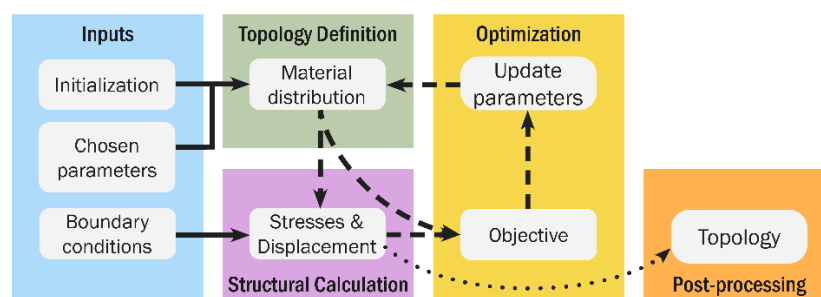 Inputs
Initialization
Chosen
parameters
Boundary
conditions
Topology Definition
Material
distribution
Stresses &
Displacement
Structural Calculation
Optimization
Update
parameters
Objective
Topology
Post-processing